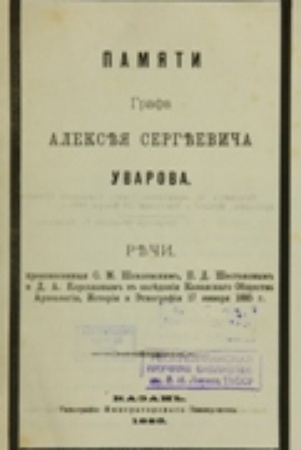 ПАМЯТИ
Графа
АЛЕКСѢЯ СЕРГѢЕВИЧА
УВАРОВА.
РѢЧИ,
произнесенныя С. М. Шпилевскимъ, П. Д. Шестаковымъ
и Д. А. Корсаковымъ въ засѣданіи Казанскаго Общества
Археологіи, Исторіи и Этнографіи 17 января 1885 г.
КАЗАНЬ.
Типографія Императорскаго Университета.
1885.